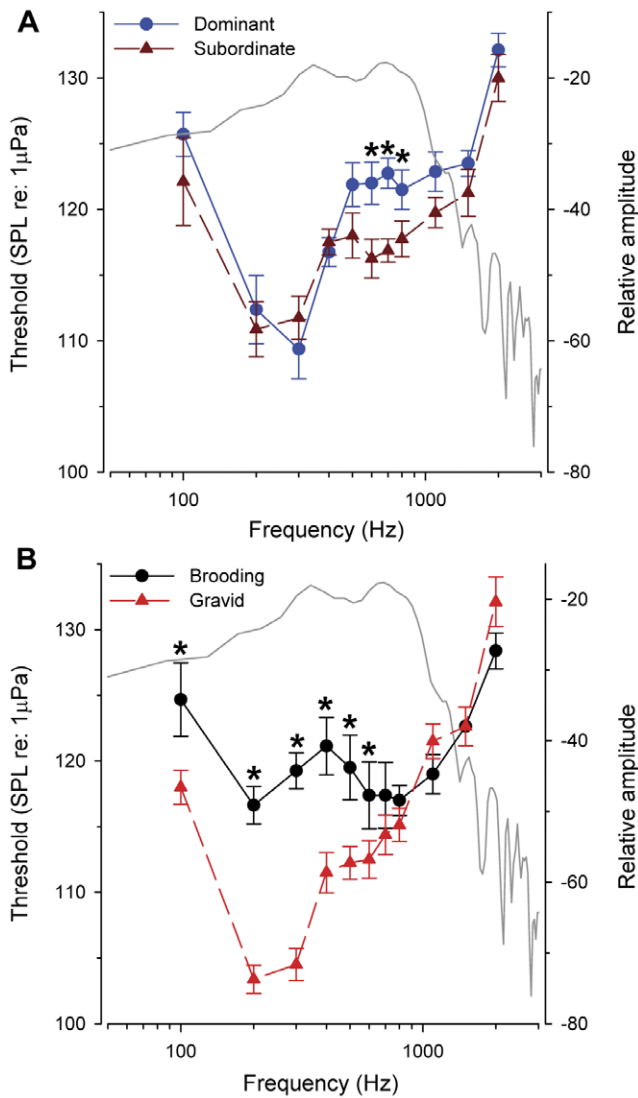 A
Dominant
Subordinate
Threshold (SPL re: 1µPa)
130
120
110
100
* * *
-20
-40
-60
-80
Relative amplitude
100
1000
Frequency (Hz)
B
Brooding
Gravid
Threshold (SPL re: 1µPa)
130
120
110
100
* * * * * *
-20
-40
-60
-80
Relative amplitude
100
1000
Frequency (Hz)